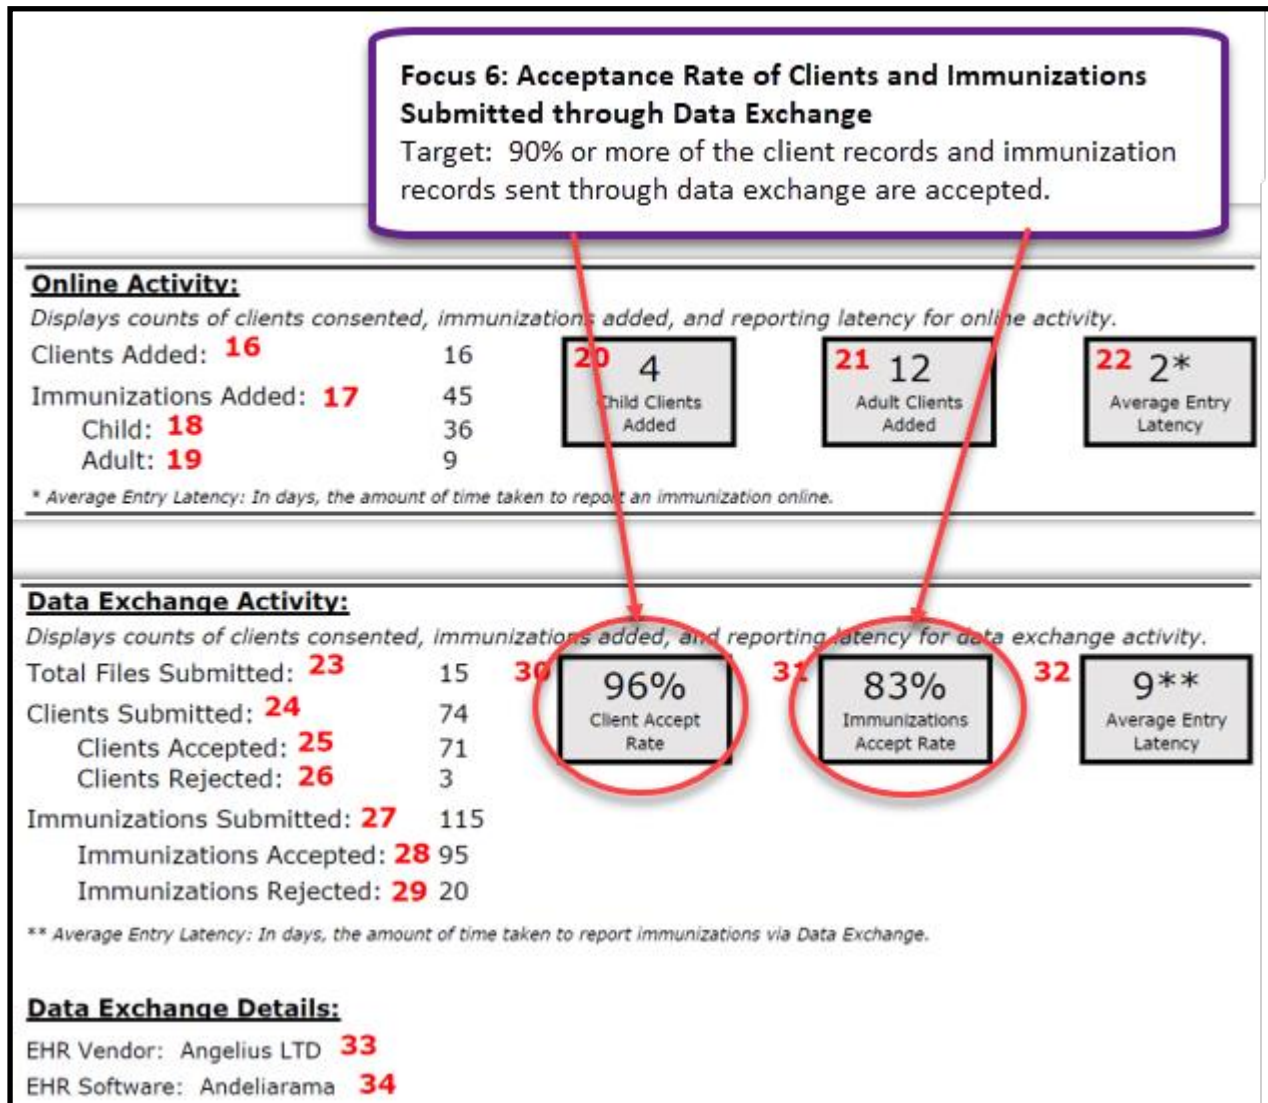 Focus 6: Acceptance Rate of Clients and Immunizations
Submitted through Data Exchange
Target: 90% or more of the client records and immunization
records sent through data exchange are accepted.
Online Activity:
Displays counts of clients consented, immunizations added, and reporting latency for online activity.
Clients Added: 16 16
Immunizations Added: 17 45
Child: 18 36
Adult: 19 9
20 4
Child Clients
Added
21 12
Adult Clients
Added
22 2*
Average Entry
Latency
* Average Entry Latency: In days, the amount of time taken to report an immunization online.
Data Exchange Activity:
Displays counts of clients consented, immunizations added, and reporting latency for data exchange activity.
Total Files Submitted: 23 15
Clients Submitted: 24 74
Clients Accepted: 25 71
Clients Rejected: 26 3
Immunizations Submitted: 27 115
Immunizations Accepted: 28 95
Immunizations Rejected: 29 20
30 96%
Client Accept
Rate
31 83%
Immunizations
Accept Rate
32 9**
Average Entry
Latency
** Average Entry Latency: In days, the amount of time taken to report immunizations via Data Exchange.
Data Exchange Details:
EHR Vendor: Angelius LTD 33
EHR Software: Andeliarama 34